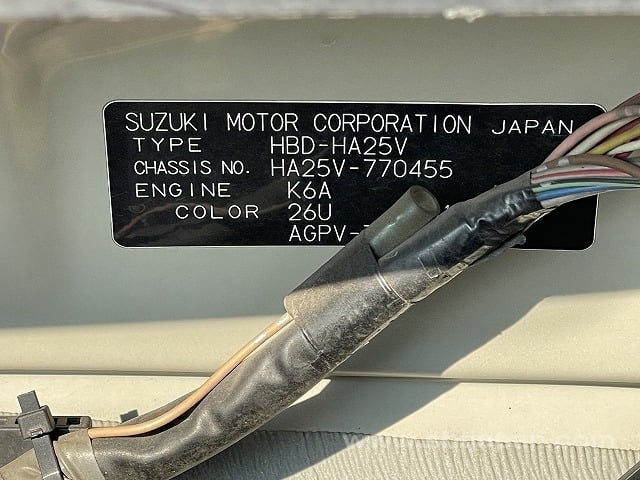 SUZUKI MOTOR CORPORATION JAPAN
TYPE HBD-HA25V
CHASSIS NO. HA25V-770455
ENGINE K6A
COLOR 26U